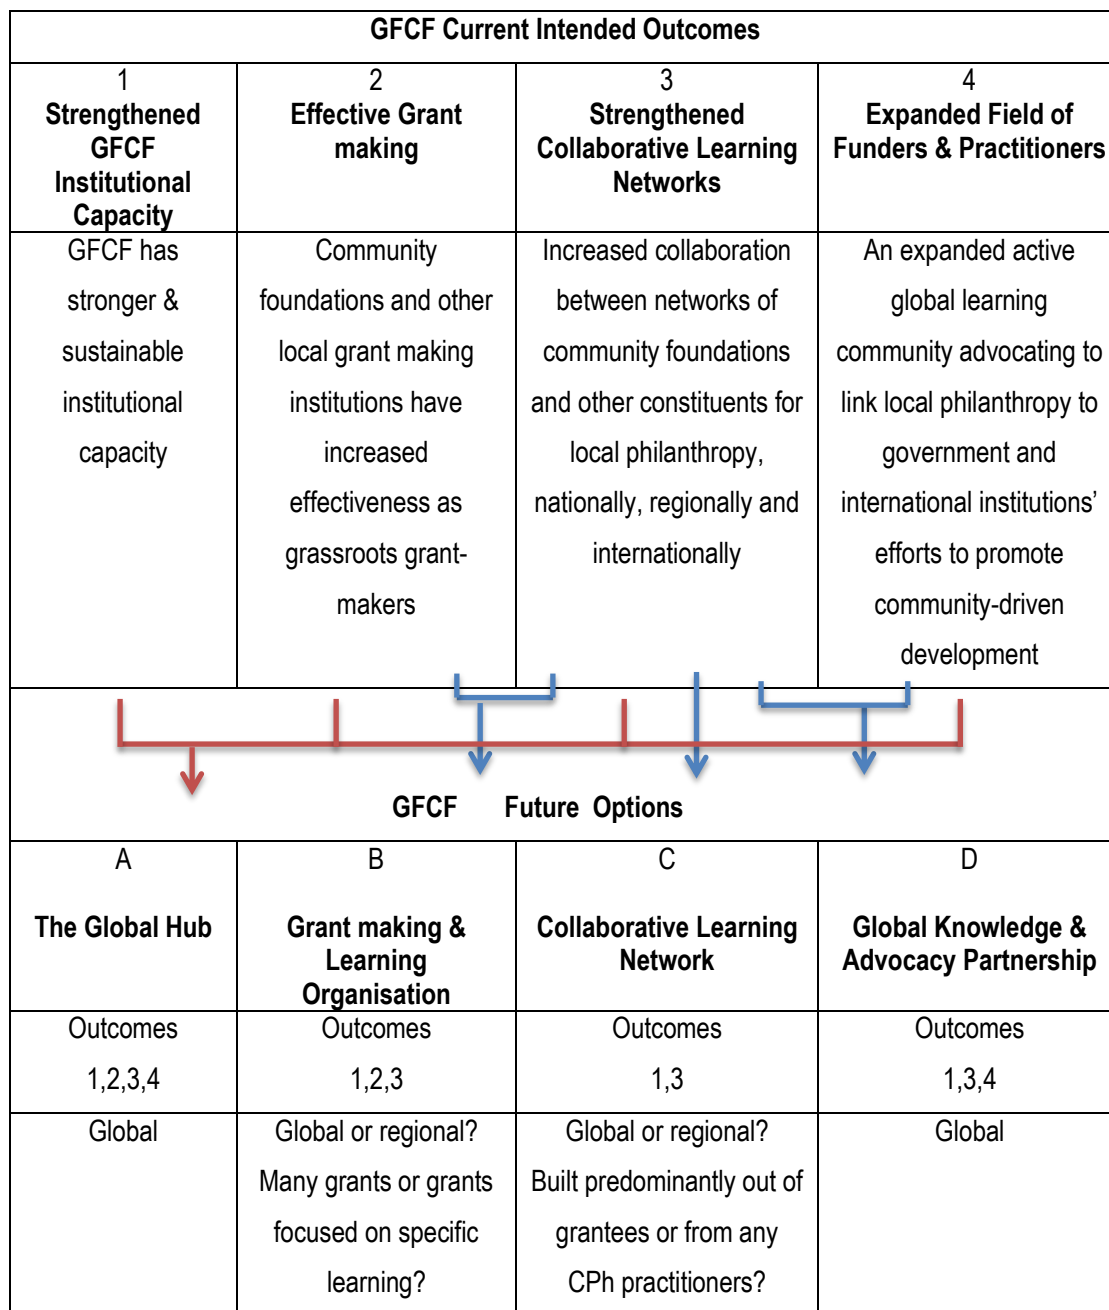 GFCF Current Intended Outcomes
1
Strengthened
GFCF
Institutional
Capacity
2
Effective Grant
making
3
Strengthened
Collaborative Learning
Networks
4
Expanded Field of
Funders & Practitioners
GFCF has
stronger &
sustainable
institutional
capacity
Community
foundations and other
local grant making
institutions have
increased
effectiveness as
grassroots grant-
makers
Increased collaboration
between networks of
community foundations
and other constituents for
local philanthropy,
nationally, regionally and
internationally
An expanded active
global learning
community advocating to
link local philanthropy to
government and
international institutions’
efforts to promote
community-driven
development
GFCF Future Options
A
The Global Hub
B
Grant making &
Learning
Organisation
C
Collaborative Learning
Network
D
Global Knowledge &
Advocacy Partnership
Outcomes
1,2,3,4
Outcomes
1,2,3
Outcomes
1,3
Outcomes
1,3,4
Global
Global or regional?
Many grants or grants
focused on specific
learning?
Global or regional?
Built predominantly out of
grantees or from any
CPh practitioners?
Global